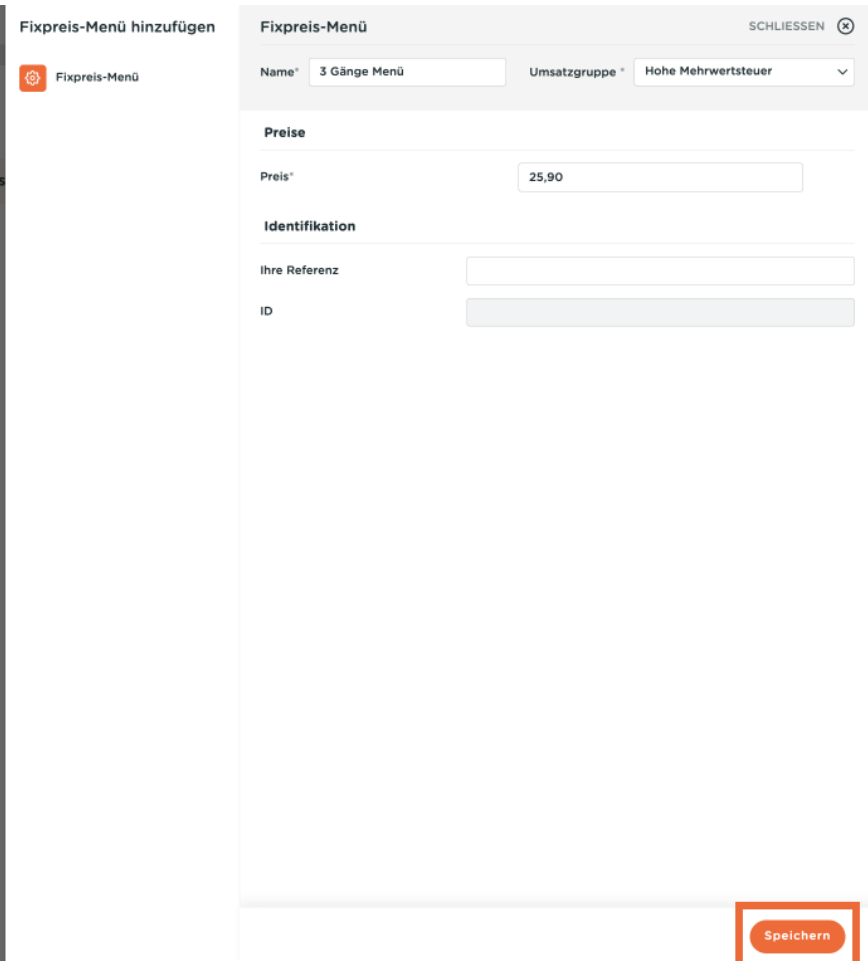 Fixpreis-Menü hinzufügen
Fixpreis-Menü
Fixpreis-Menü
SCHLIESSEN
Name*
3 Gänge Menü
Umsatzgruppe *
Hohe Mehrwertsteuer
Preise
Preis*
25,90
Identifikation
Ihre Referenz
ID
Speichern